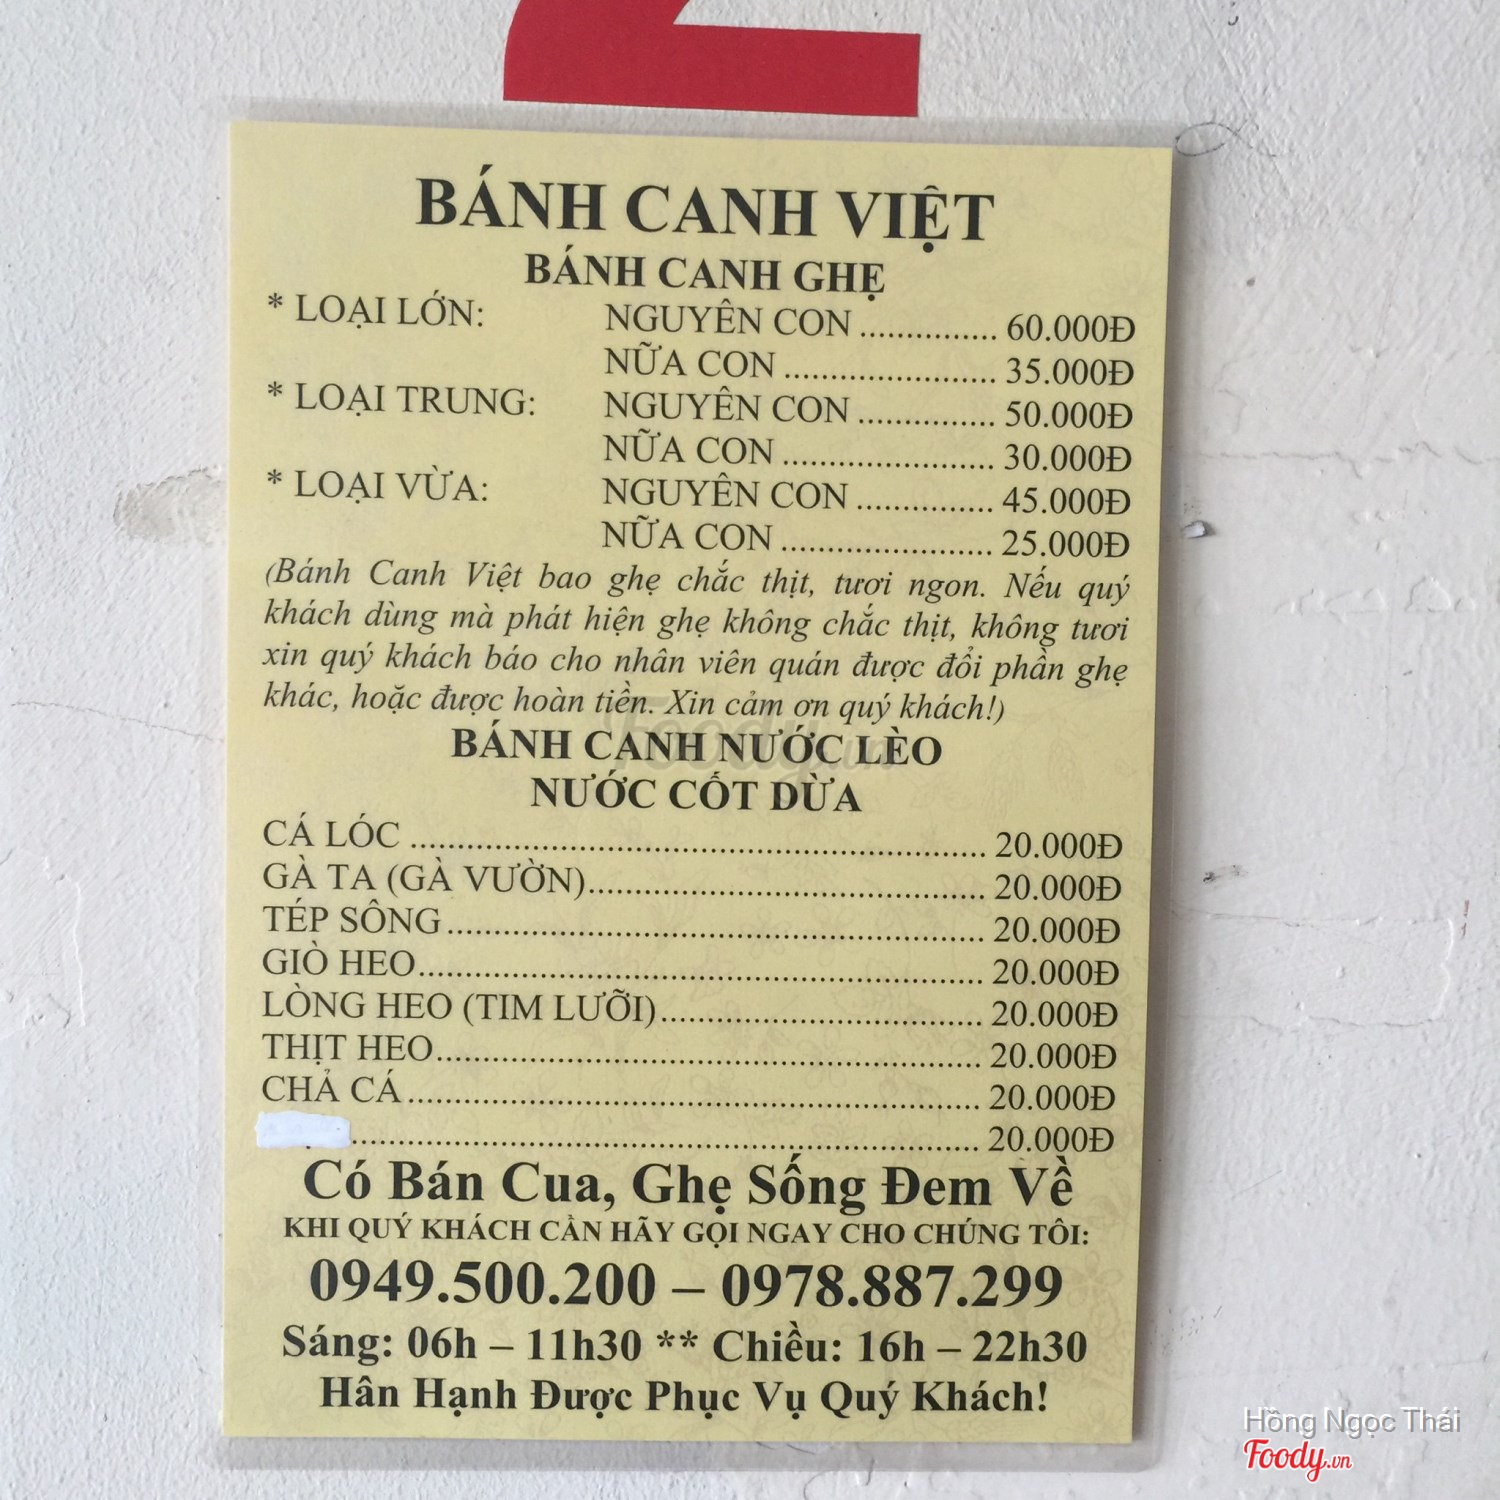 BÁNH CANH VIỆT
BÁNH CANH GHẸ
* LOẠI LỚN: NGUYÊN CON ............... 60.000Đ
NỮA CON ....................... 35.000Đ
* LOẠI TRUNG: NGUYÊN CON ............... 50.000Đ
NỮA CON ....................... 30.000Đ
* LOẠI VỪA: NGUYÊN CON ............... 45.000Đ
NỮA CON ....................... 25.000Đ
(Bánh Canh Việt bao ghẹ chắc thịt, tươi ngon. Nếu quý
khách dùng mà phát hiện ghẹ không chắc thịt, không tươi
xin quý khách báo cho nhân viên quán được đổi phần ghẹ
khác, hoặc được hoàn tiền. Xin cảm ơn quý khách!)
BÁNH CANH NƯỚC LÈO
NƯỚC CỐT DỪA
CÁ LÓC ............................................................. 20.000Đ
GÀ TA (GÀ VƯỜN).......................................... 20.000Đ
TÉP SÔNG......................................................... 20.000Đ
GIÒ HEO............................................................ 20.000Đ
LÒNG HEO (TIM LƯỠI).................................. 20.000Đ
THỊT HEO.......................................................... 20.000Đ
CHẢ CÁ............................................................. 20.000Đ
................................................................... 20.000Đ
Có Bán Cua, Ghẹ Sống Đem Về
KHI QUÝ KHÁCH CẦN HÃY GỌI NGAY CHO CHÚNG TÔI:
0949.500.200 – 0978.887.299
Sáng: 06h – 11h30 ** Chiều: 16h – 22h30
Hân Hạnh Được Phục Vụ Quý Khách!
Hồng Ngọc Thái
Foody.vn